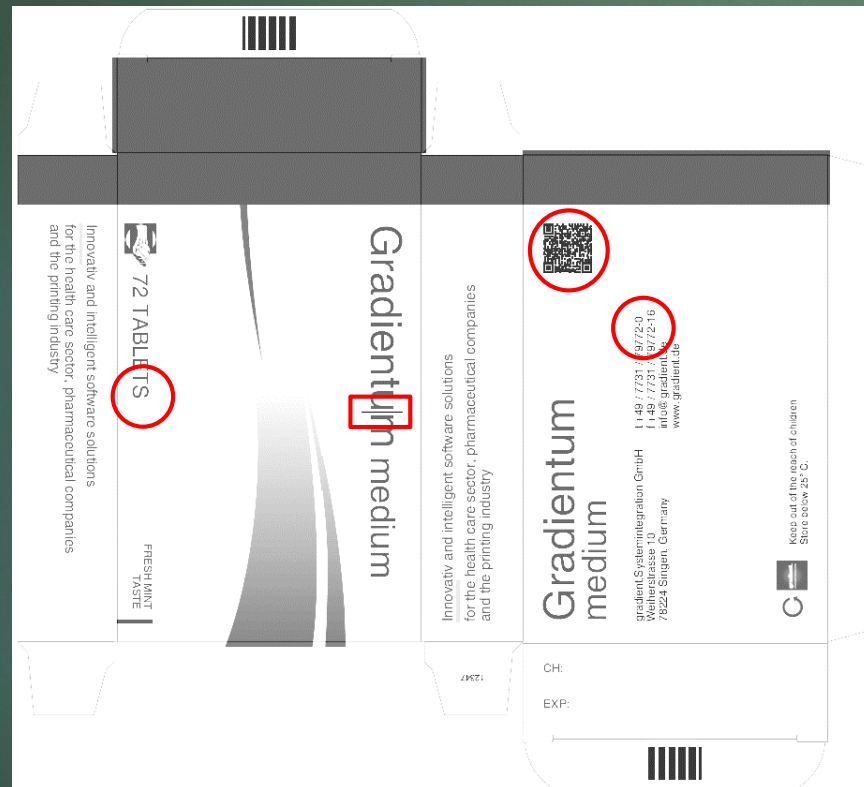 Innovativ and intelligent software solutions
for the health care sector, pharmaceutical companies
and the printing industry
72 TABLETS
FRESH MINT
TASTE
Gradientum medium
Innovativ and intelligent software solutions
for the health care sector, pharmaceutical companies
and the printing industry
12347
Gradientum
medium
t +49 / 7731 / 79772-0
f +49 / 7731 / 79772-16
info@gradient.de
www.gradient.de
gradient.Systemintegration GmbH
Weiherstrasse 10
78224 Singen, Germany
Keep out of the reach of children
Store below 25° C.
CH:
EXP: